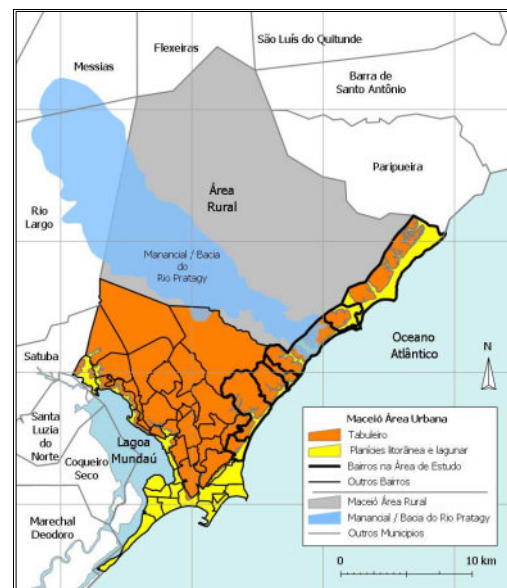 Flexeiras
São Luís do Quitunde
Messias
Barra de
Santo Antônio
Paripueira
Área
Rural
Rio
Largo
Manancial / Bacia
do
Rio Pratagy
Oceano
Atlântico
Satuba
N
Santa
Luzia
do
Norte
Lagoa
Mundaú
Coqueiro
Seco
Marechal
Deodoro
Maceió Área Urbana
Tabuleiro
Planícies litorânea e lagunar
Bairros na Área de Estudo
Outros Bairros
Maceió Área Rural
Manancial / Bacia do Rio Pratagy
Outros Municípios
0 10 km